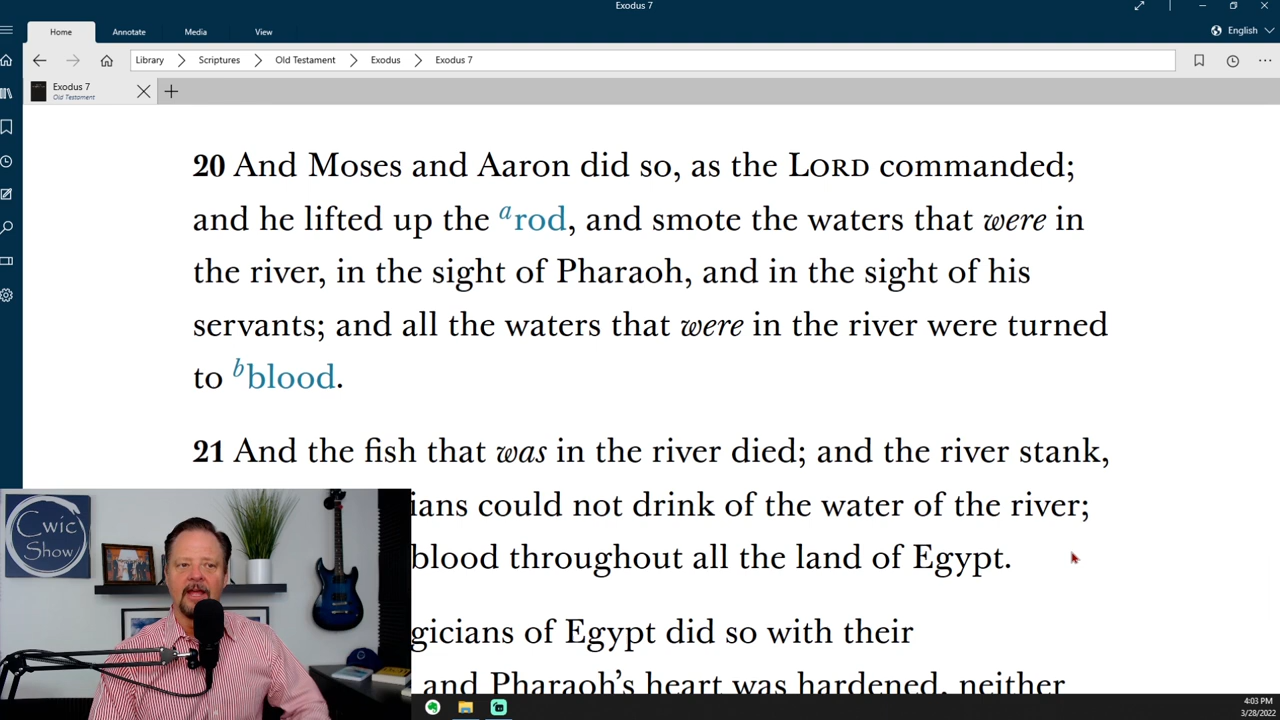 Exodus 7
Home Annotate Media View
English
Library Scriptures Old Testament Exodus Exodus 7
Exodus 7
Old Testament
20 And Moses and Aaron did so, as the LORD commanded;
and he lifted up the a rod, and smote the waters that were in
the river, in the sight of Pharaoh, and in the sight of his
servants; and all the waters that were in the river were turned
to b blood.
21 And the fish that was in the river died; and the river stank,
ians could not drink of the water of the river;
blood throughout all the land of Egypt.
gicians of Egypt did so with their
and Pharaoh's heart was hardened, neither
Cwic
Show
4:03 PM
3/28/2022